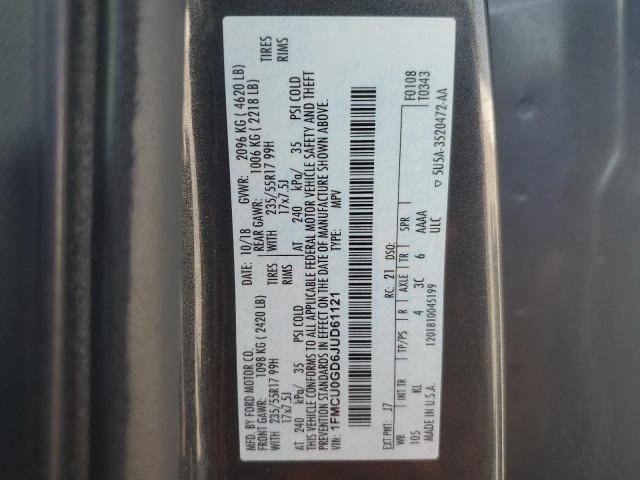 MFD. BY FORD MOTOR CO.
DATE: 10/18 GVWR: 2096 KG ( 4620 LB)
FRONT GAWR: 1098 KG ( 2420 LB) REAR GAWR: 1006 KG ( 2218 LB)
WITH 235/55R17 99H TIRES WITH 235/55R17 99H TIRES
17x7.5J RIMS 17x7.5J RIMS
AT 240 kPa/ 35 PSI COLD AT 240 kPa/ 35 PSI COLD
THIS VEHICLE CONFORMS TO ALL APPLICABLE FEDERAL MOTOR VEHICLE SAFETY AND THEFT
PREVENTION STANDARDS IN EFFECT ON THE DATE OF MANUFACTURE SHOWN ABOVE.
VIN: 1FMCU0GD6JUD61121 TYPE: MPV
F0108
T0343
EXT PNT: J7 RC: 21 DSO:
WB INT TR TP/PS R AXLE TR SPR
105 KL 4 3C 6 AAAA
ULC
MADE IN U.S.A. 1201810045199
▽ 5U5A-3520472-AA